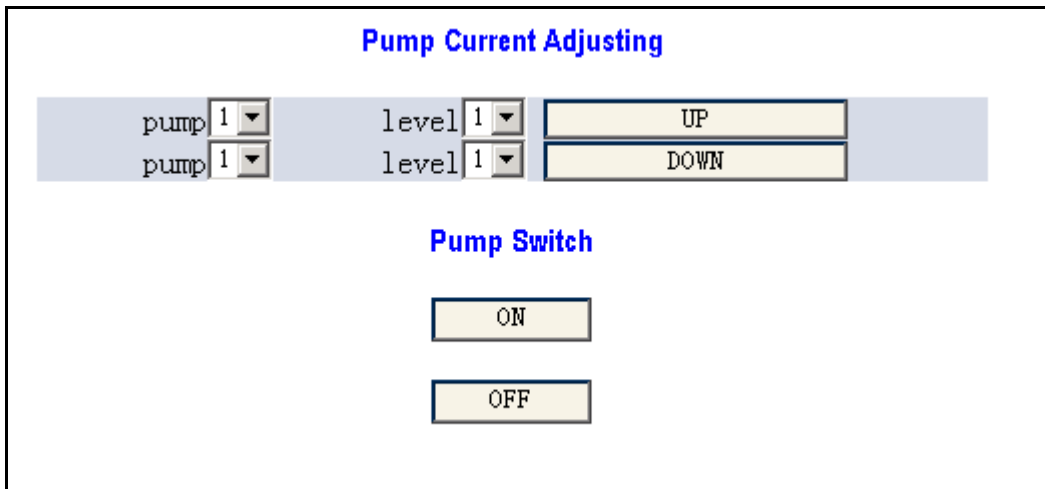 Pump Current Adjusting
pump 1 level 1 UP
pump 1 level 1 DOWN
Pump Switch
ON
OFF